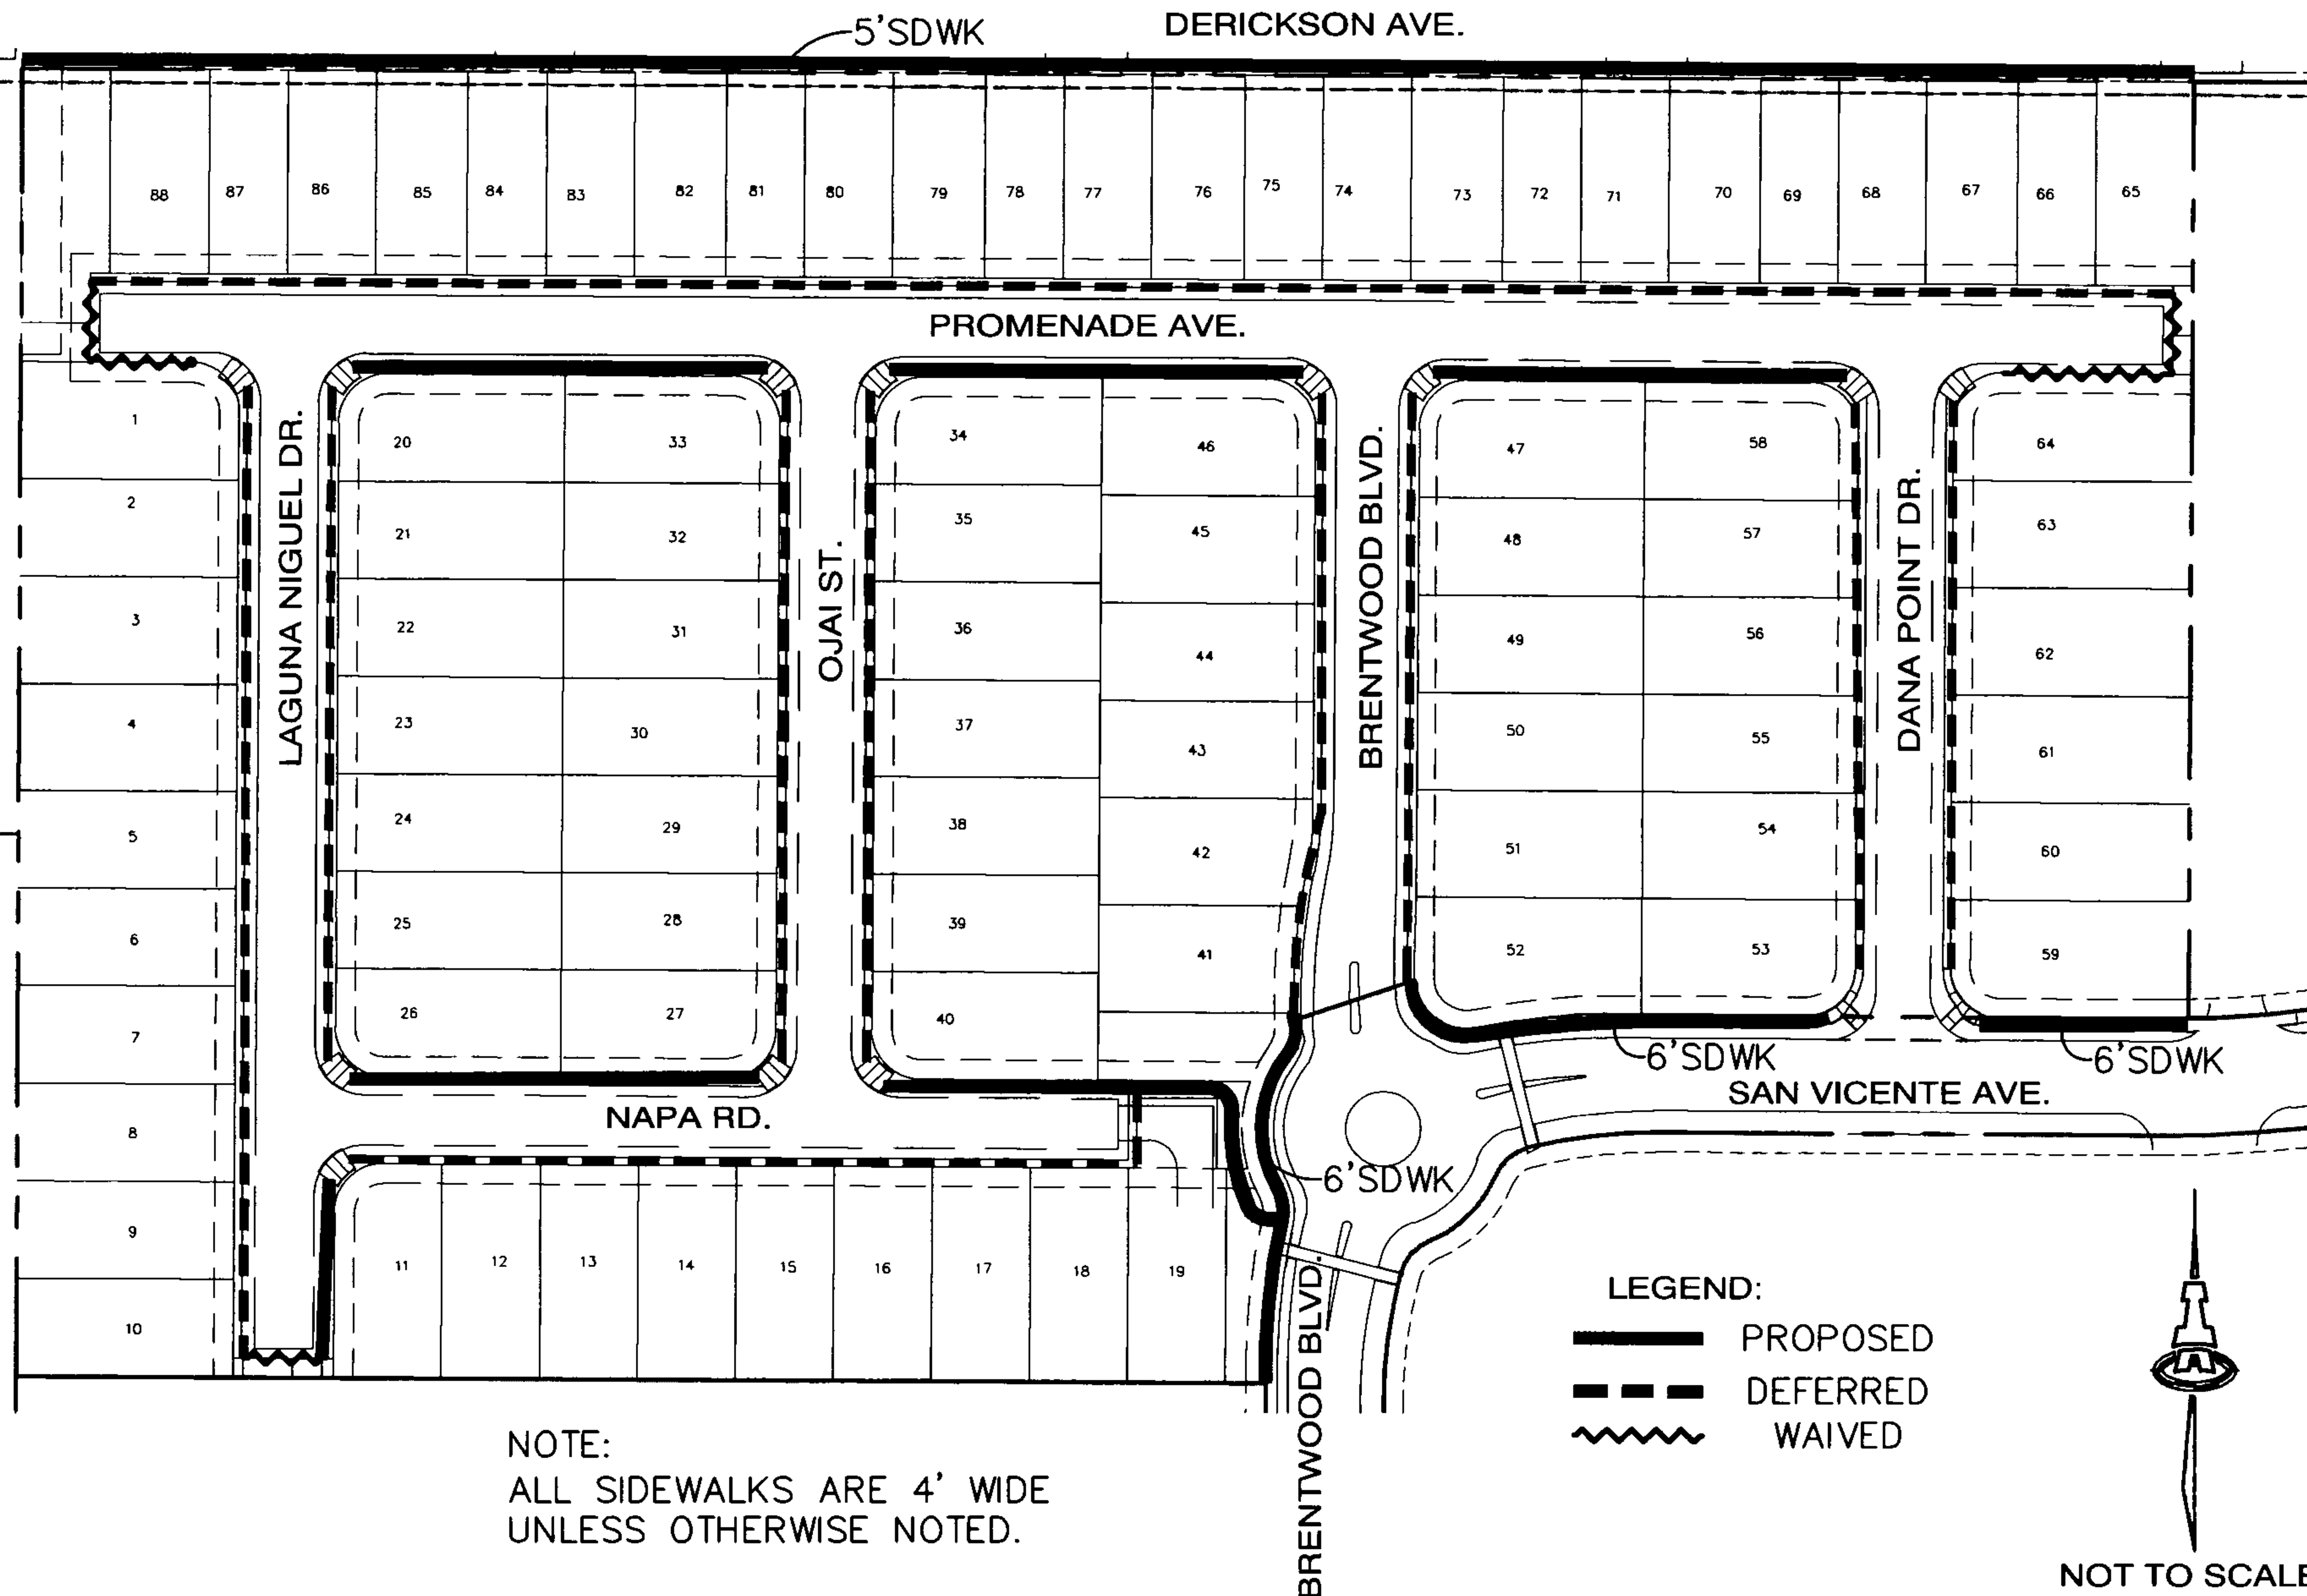 5'SDWK
DERICKSON AVE.
88 87 86 85 84 83 82 81 80 79 78 77 76 75 74 73 72 71 70 69 68 67 66 65
PROMENADE AVE.
LAGUNA NIGUEL DR.
OJAI ST.
BRENTWOOD BLVD.
DANA POINT DR.
1
2
3
4
5
6
7
8
9
10
20 33
21 32
22 31
23 30
24 29
25 28
26 27
34 46
35 45
36 44
37 43
38 42
39 41
40
47 58
48 57
49 56
50 55
51 54
52 53
64
63
62
61
60
59
6'SDWK
6'SDWK
SAN VICENTE AVE.
NAPA RD.
6'SDWK
11 12 13 14 15 16 17 18 19
BRENTWOOD BLVD.
LEGEND:
PROPOSED
DEFERRED
WAIVED
NOTE:
ALL SIDEWALKS ARE 4' WIDE
UNLESS OTHERWISE NOTED.
A
NOT TO SCALE